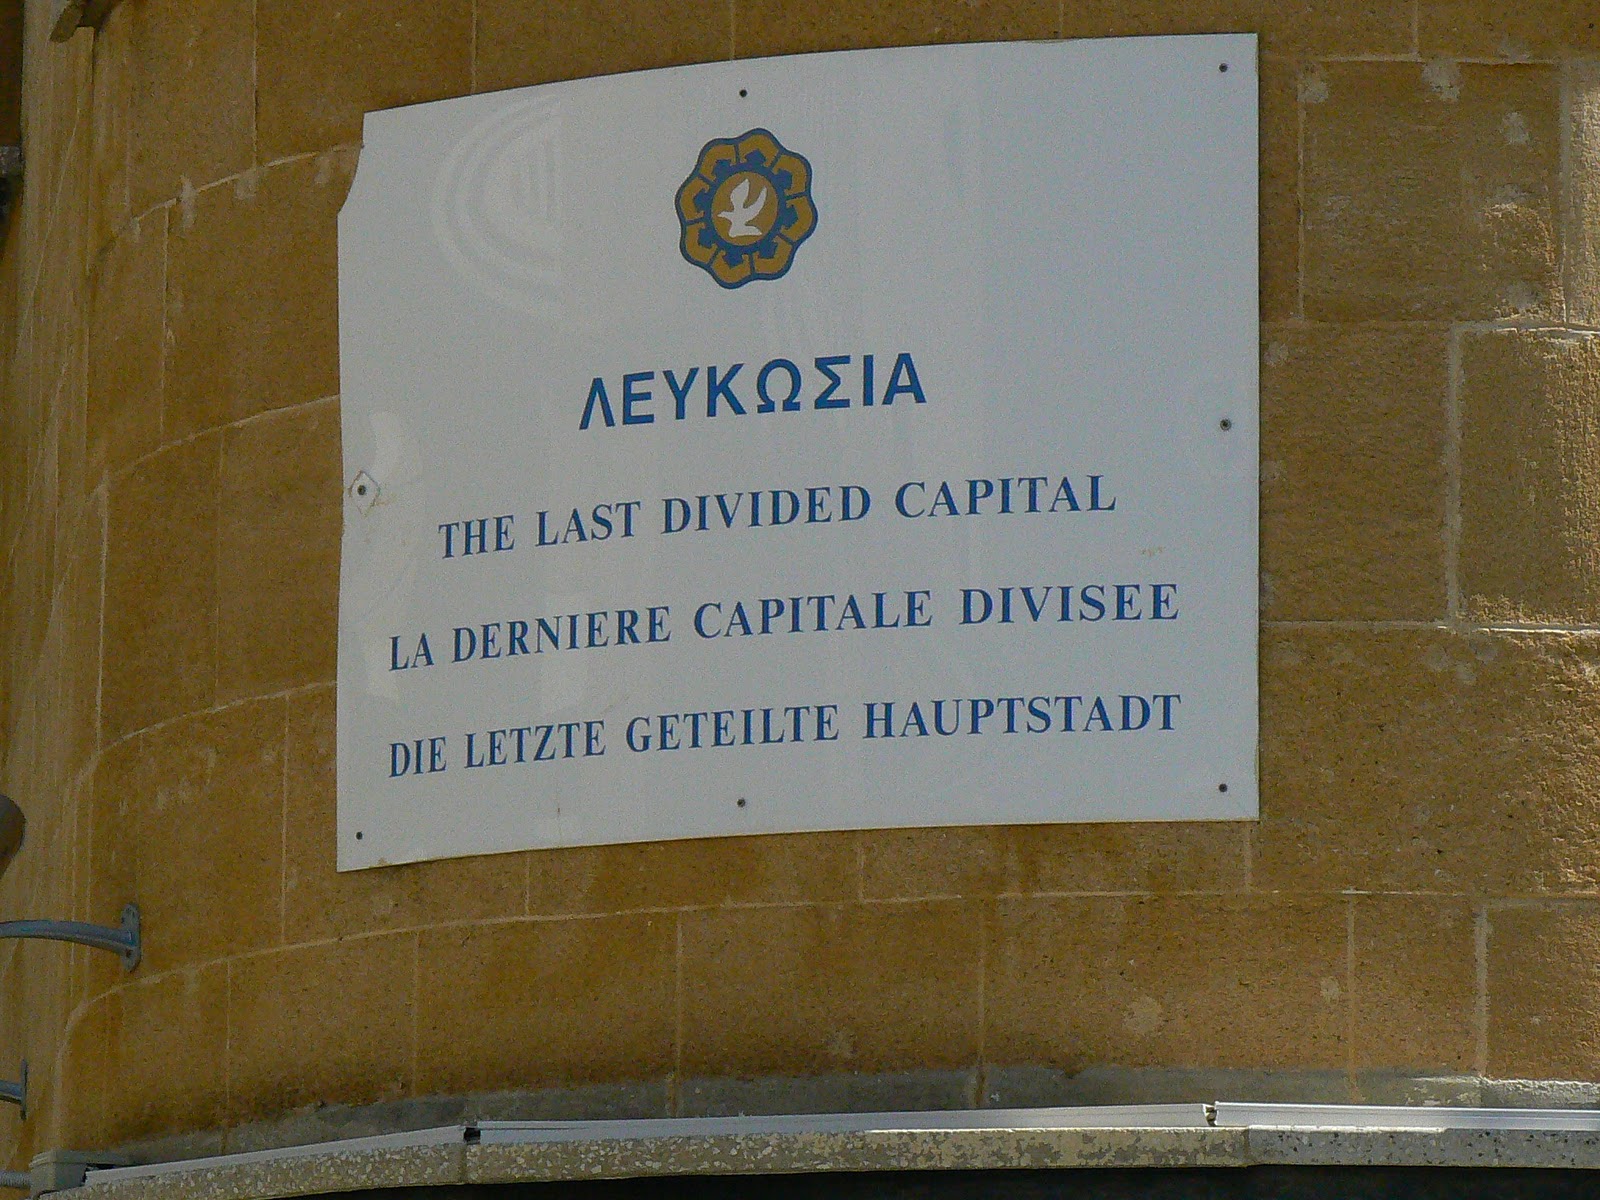 ΛΕΥΚΩΣΙΑ
THE LAST DIVIDED CAPITAL
LA DERNIERE CAPITALE DIVISEE
DIE LETZTE GETEILTE HAUPTSTADT